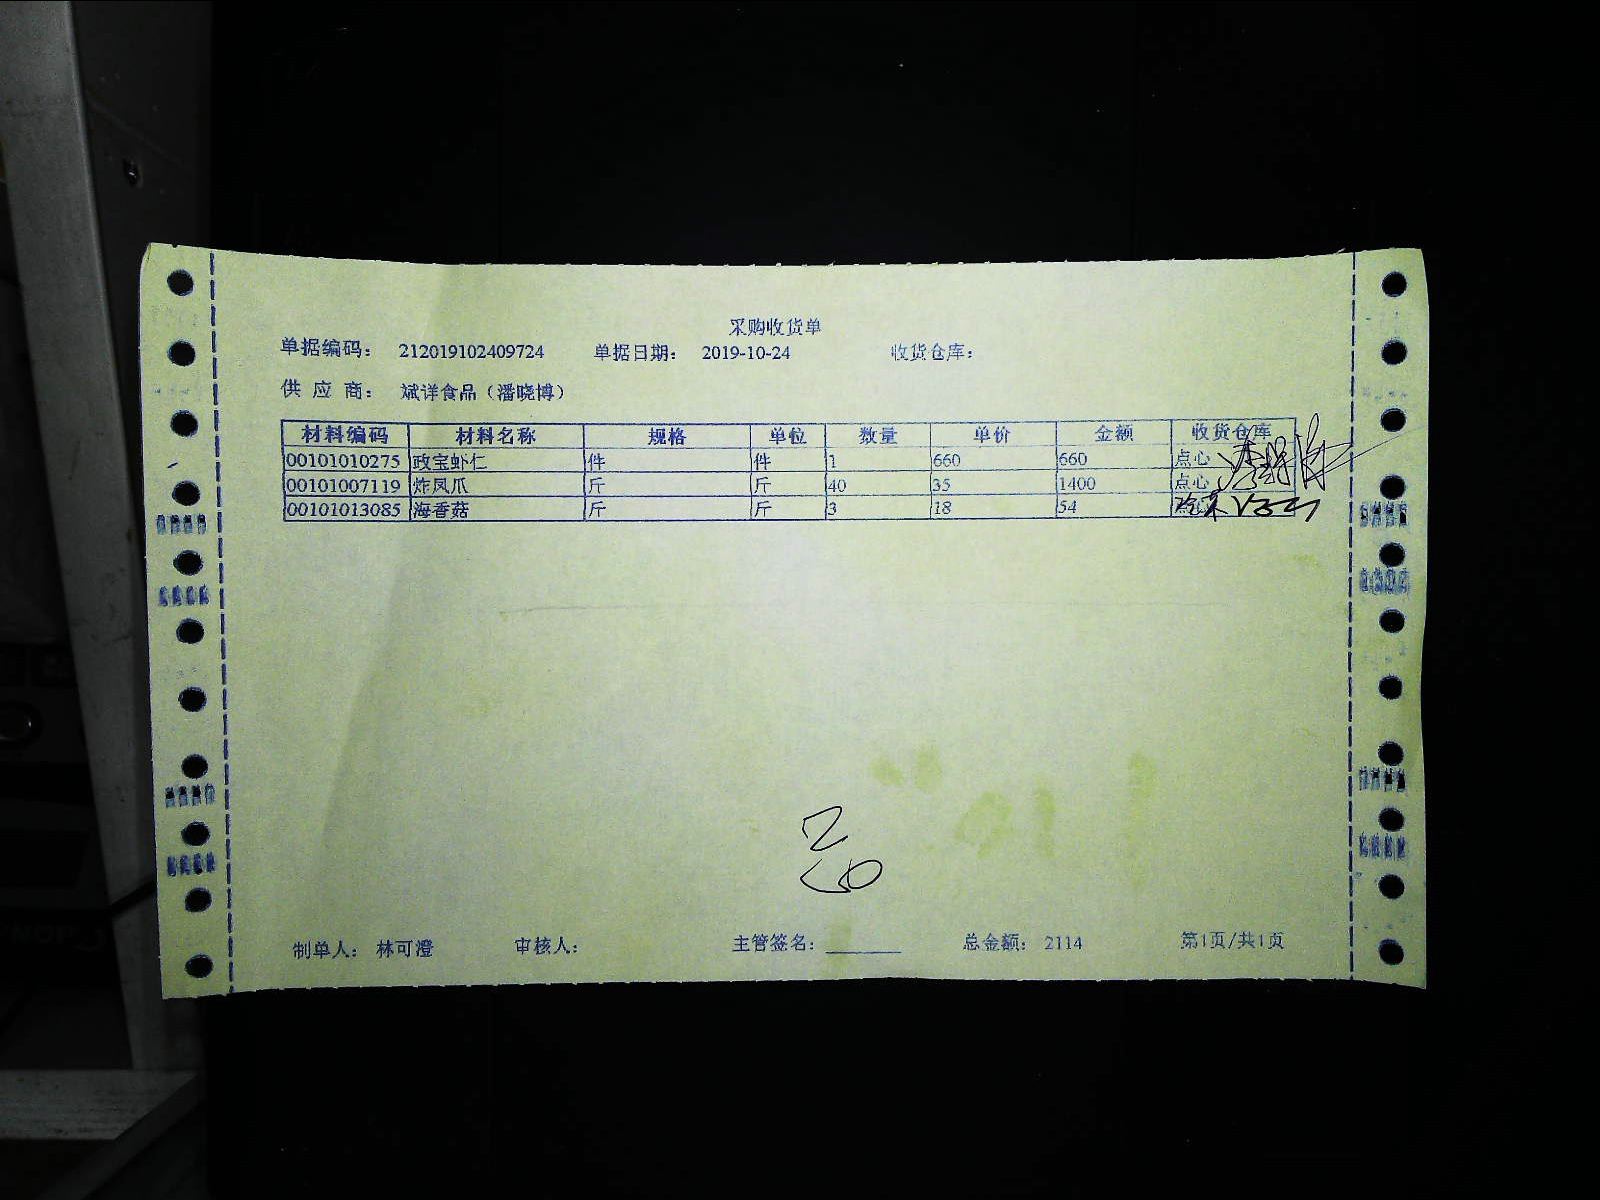 采购收货单
单据编码： 212019102409724 单据日期： 2019-10-24 收货仓库：
供 应 商： 斌详食品（潘晓博）
材料编码 材料名称 规格 单位 数量 单价 金额 收货仓库
00101010275 政宝虾仁 件 件 1 660 660 点心
00101007119 炸凤爪 斤 斤 40 35 1400 点心
00101013085 海香菇 斤 斤 3 18 54
制单人： 林可澄 审核人： 主管签名： 总金额： 2114 第1页/共1页